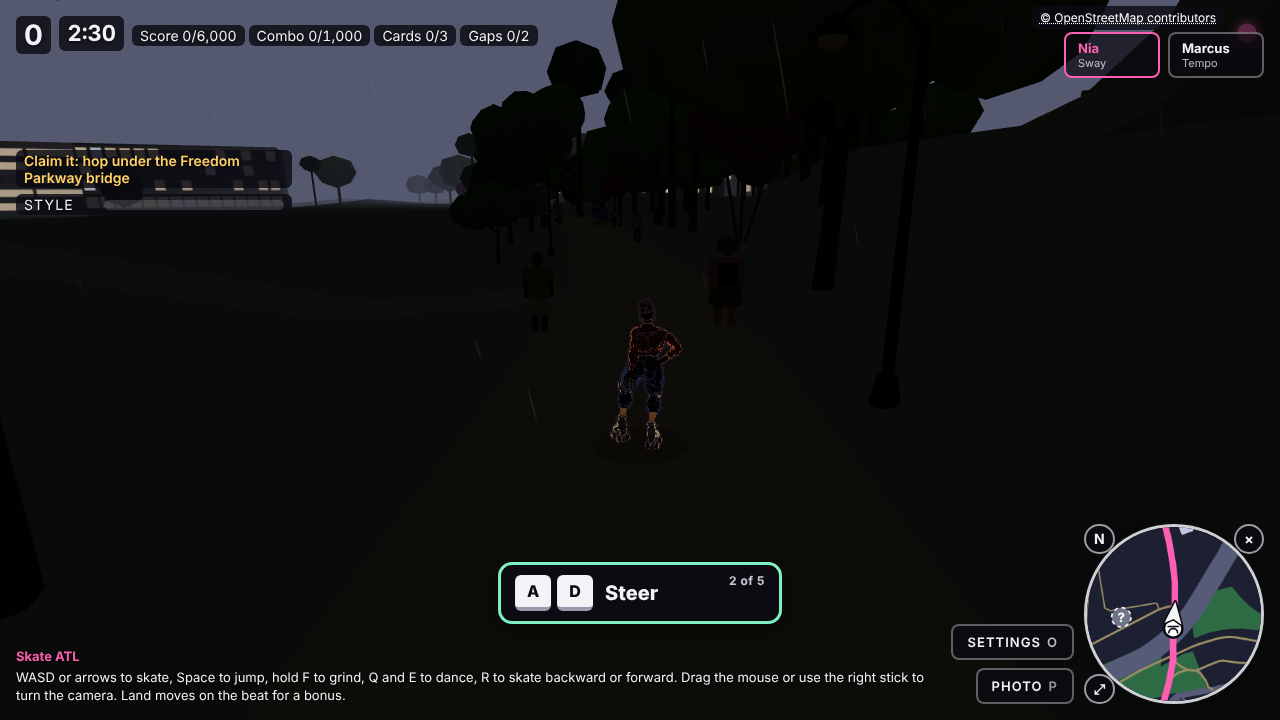 0
2:30
Score 0/6,000
Combo 0/1,000
Cards 0/3
Gaps 0/2
© OpenStreetMap contributors
Nia
Sway
Marcus
Tempo
Claim it: hop under the Freedom
Parkway bridge
STYLE
A D Steer
2 of 5
N
×
?
SETTINGS O
PHOTO P
Skate ATL
WASD or arrows to skate, Space to jump, hold F to grind, Q and E to dance, R to skate backward or forward. Drag the mouse or use the right stick to
turn the camera. Land moves on the beat for a bonus.